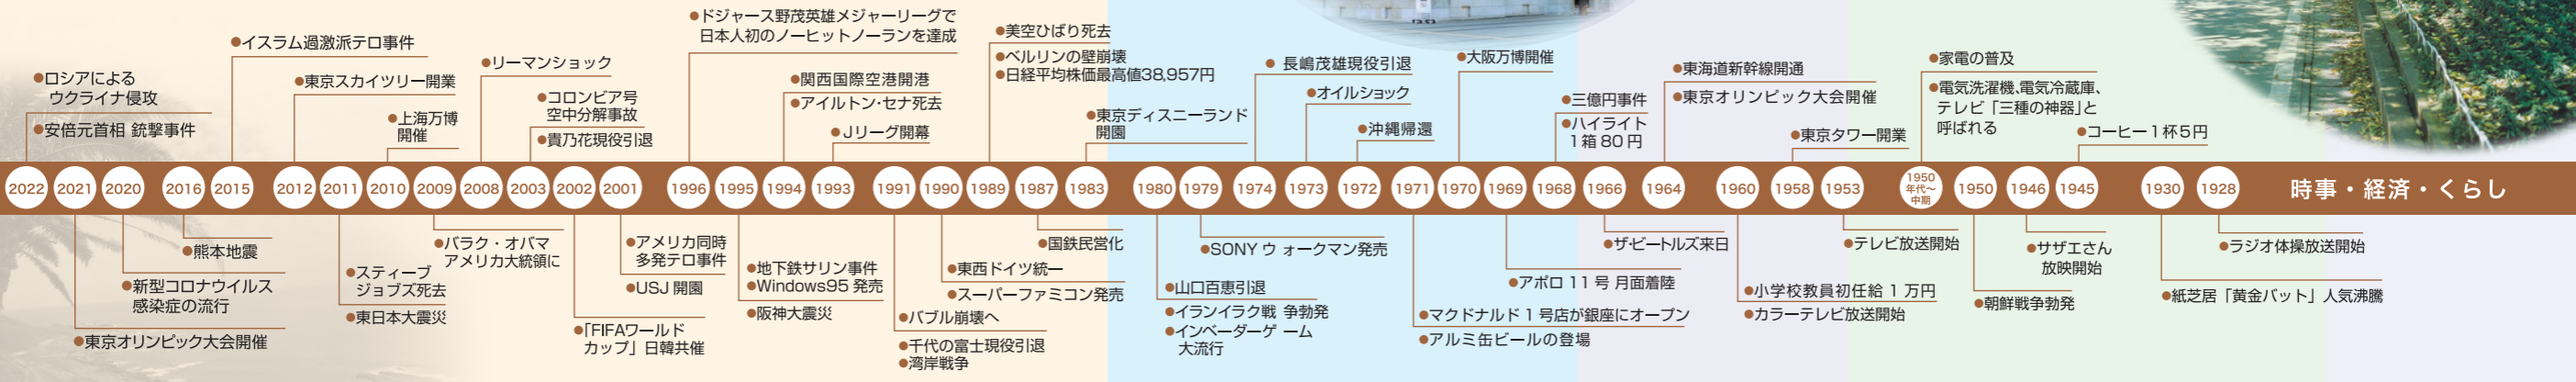 ●ロシアによる
ウクライナ侵攻
●安倍元首相 銃撃事件
●イスラム過激派テロ事件
●東京スカイツリー開業
●上海万博
開催
●リーマンショック
●コロンビア号
空中分解事故
●貴乃花現役引退
●ドジャース野茂英雄メジャーリーグで
日本人初のノーヒットノーランを達成
●関西国際空港開港
●アイルトン・セナ死去
●Jリーグ開幕
●美空ひばり死去
●ベルリンの壁崩壊
●日経平均株価最高値38,957円
●東京ディズニーランド
開園
● 長嶋茂雄現役引退
●オイルショック
●沖縄帰還
●大阪万博開催
●三億円事件
●ハイライト
1箱80円
●東海道新幹線開通
●東京オリンピック大会開催
●東京タワー開業
●家電の普及
●電気洗濯機、電気冷蔵庫、
テレビ「三種の神器」と
呼ばれる
●コーヒー1杯5円
2022 2021 2020 2016 2015 2012 2011 2010 2009 2008 2003 2002 2001 1996 1995 1994 1993 1991 1990 1989 1987 1983 1980 1979 1974 1973 1972 1971 1970 1969 1968 1966 1964 1960 1958 1953
1950
年代〜
中期
1950 1946 1945 1930 1928
時事・経済・くらし
●東京オリンピック大会開催
●新型コロナウイルス
感染症の流行
●熊本地震
●スティーブ
ジョブズ死去
●東日本大震災
●バラク・オバマ
アメリカ大統領に
●「FIFAワールド
カップ」日韓共催
●アメリカ同時
多発テロ事件
●USJ 開園
●地下鉄サリン事件
●Windows95 発売
●阪神大震災
●バブル崩壊へ
●千代の富士現役引退
●湾岸戦争
●東西ドイツ統一
●スーパーファミコン発売
●国鉄民営化
●山口百恵引退
●イランイラク戦 争勃発
●インベーダーゲ ーム
大流行
●SONY ウ ォークマン発売
●マクドナルド1号店が銀座にオープン
●アルミ缶ビールの登場
●アポロ 11 号 月面着陸
●ザ・ビートルズ来日
●小学校教員初任給 1 万円
●カラーテレビ放送開始
●テレビ放送開始
●朝鮮戦争勃発
●サザエさん
放映開始
●紙芝居「黄金バット」人気沸騰
●ラジオ体操放送開始